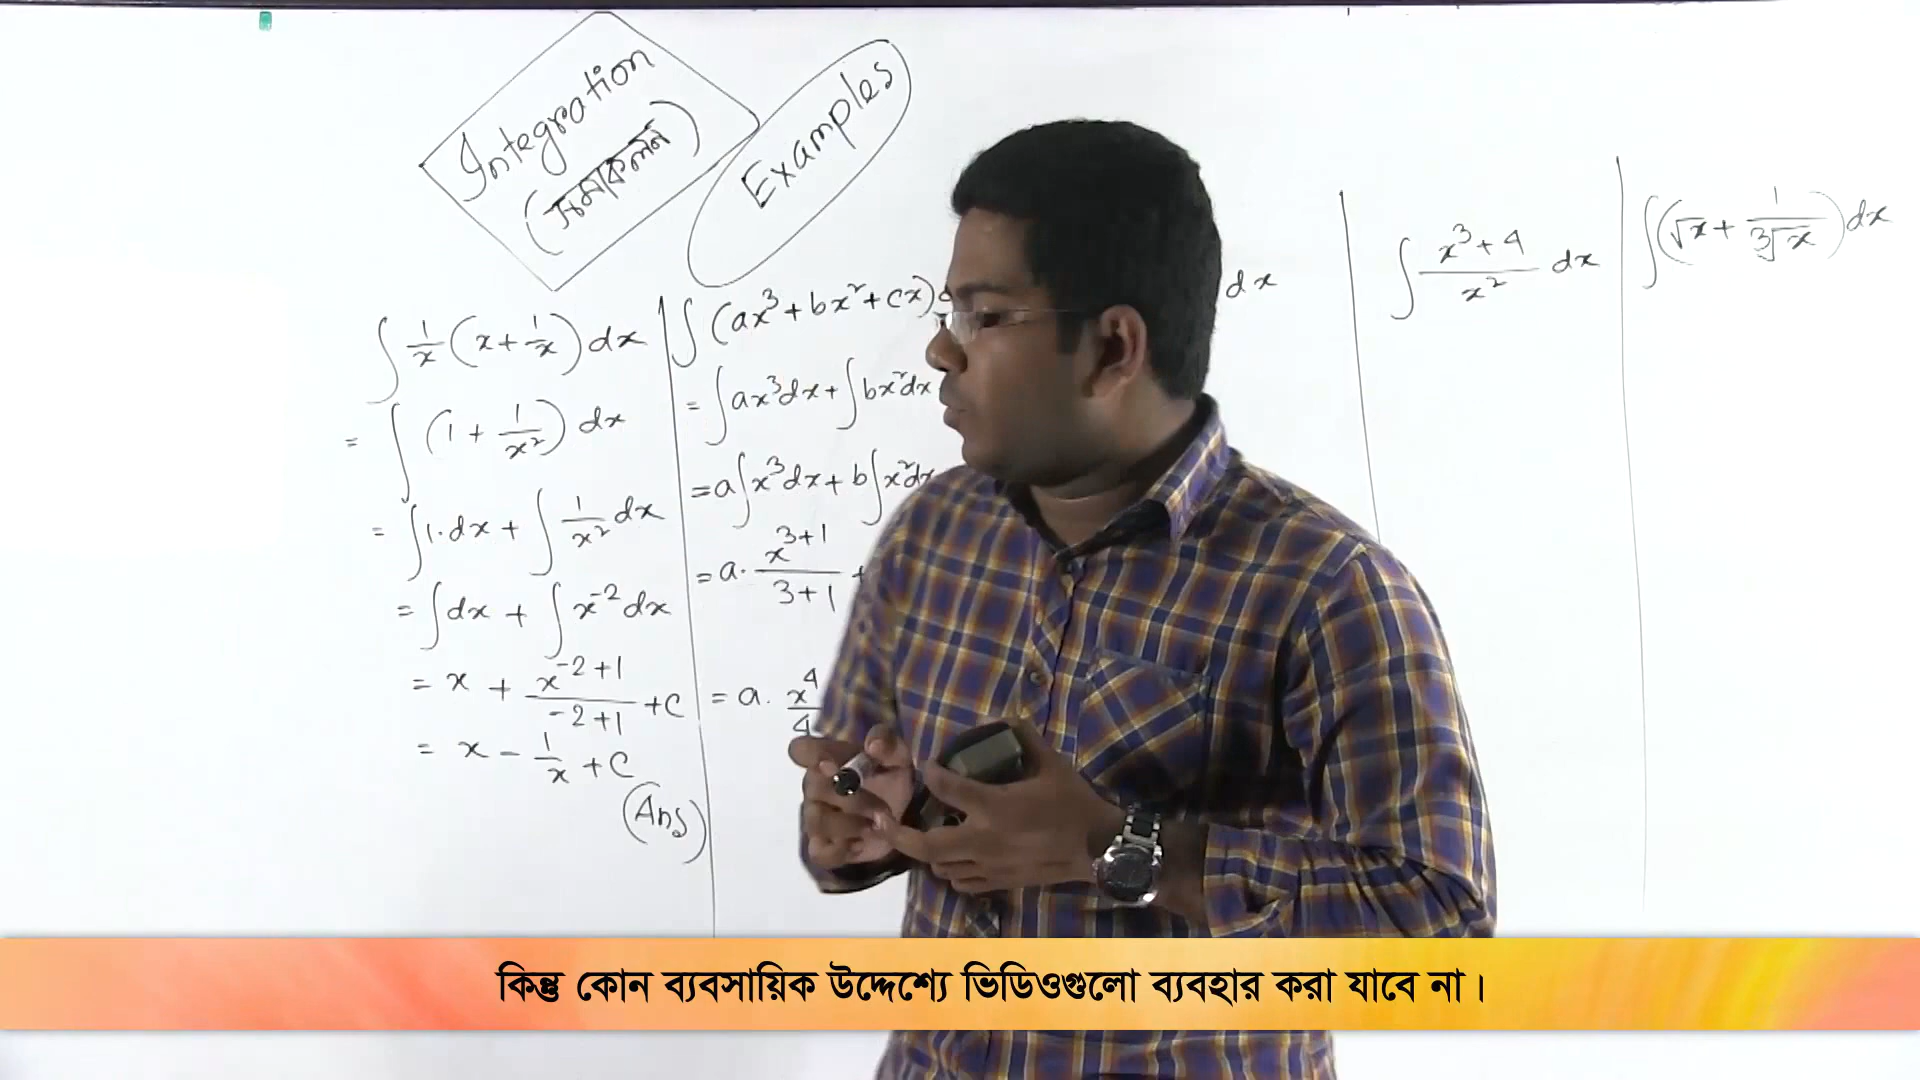 Integration
(সমাকলন)
Examples
∫ 1/x (x + 1/x) dx
= ∫ (1 + 1/x²) dx
= ∫ 1·dx + ∫ 1/x² dx
= ∫ dx + ∫ x⁻² dx
= x + x⁻²⁺¹/(-2+1) + C
= x - 1/x + C
(Ans)
∫ (ax³ + bx² + cx) d
= ∫ ax³dx + ∫ bx²dx
= a∫x³dx + b∫x²dx
= a· x³⁺¹/(3+1) +
= a. x⁴/4
dx
∫ (x³+4)/x² dx
∫ (√x + 1/∛x) dx
কিন্তু কোন ব্যবসায়িক উদ্দেশ্যে ভিডিওগুলো ব্যবহার করা যাবে না।